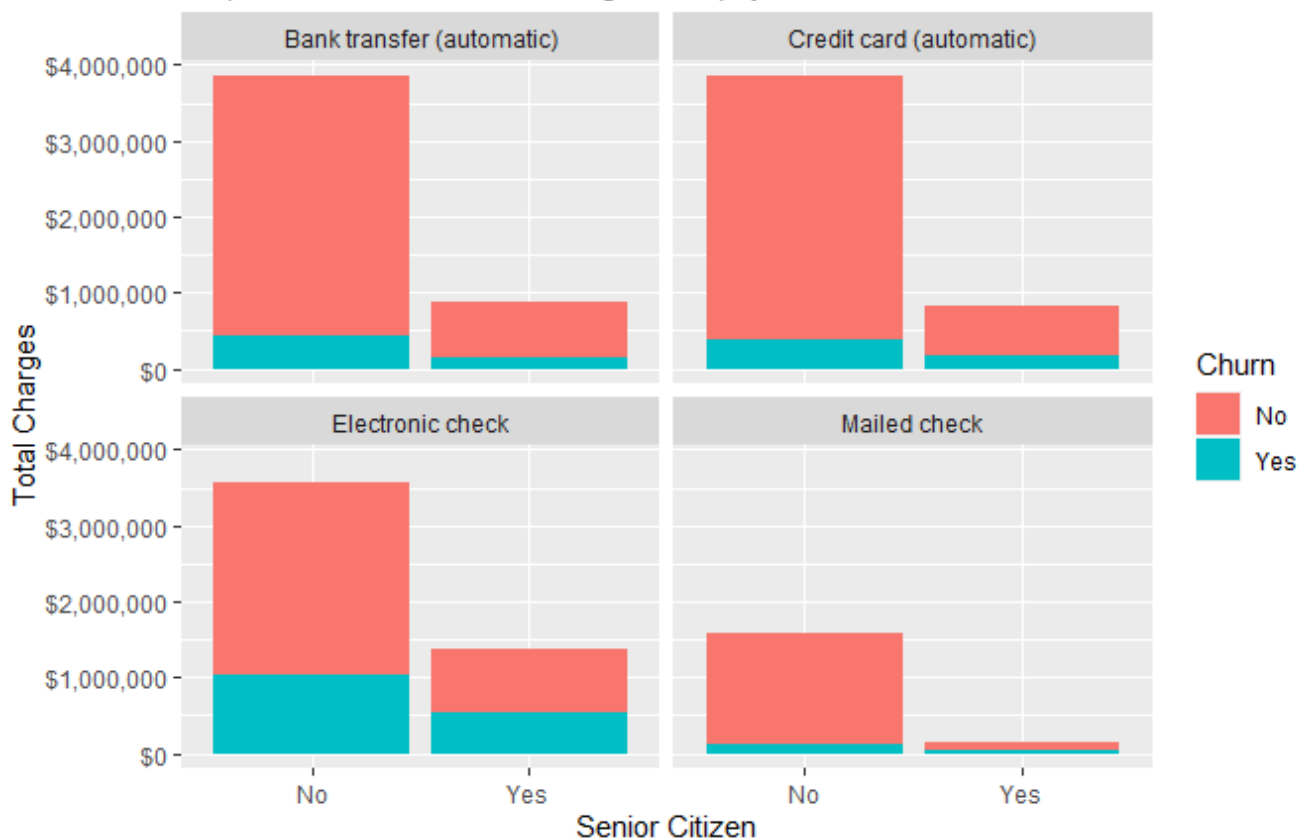 Bank transfer (automatic)
Credit card (automatic)
$4,000,000
$3,000,000
$2,000,000
$1,000,000
$0
Electronic check
Mailed check
$4,000,000
$3,000,000
$2,000,000
$1,000,000
$0
Total Charges
No
Yes
No
Yes
Senior Citizen
Churn
No
Yes